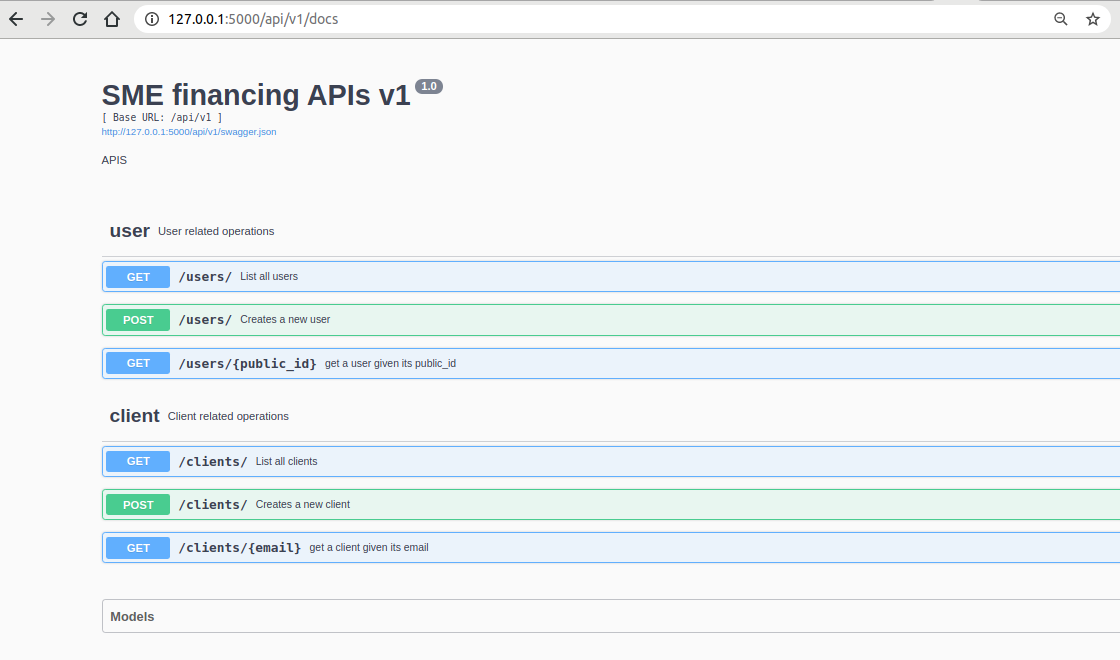 127.0.0.1:5000/api/v1/docs
SME financing APIs v1 1.0
[ Base URL: /api/v1 ]
http://127.0.0.1:5000/api/v1/swagger.json
APIS
user User related operations
GET /users/ List all users
POST /users/ Creates a new user
GET /users/{public_id} get a user given its public_id
client Client related operations
GET /clients/ List all clients
POST /clients/ Creates a new client
GET /clients/{email} get a client given its email
Models